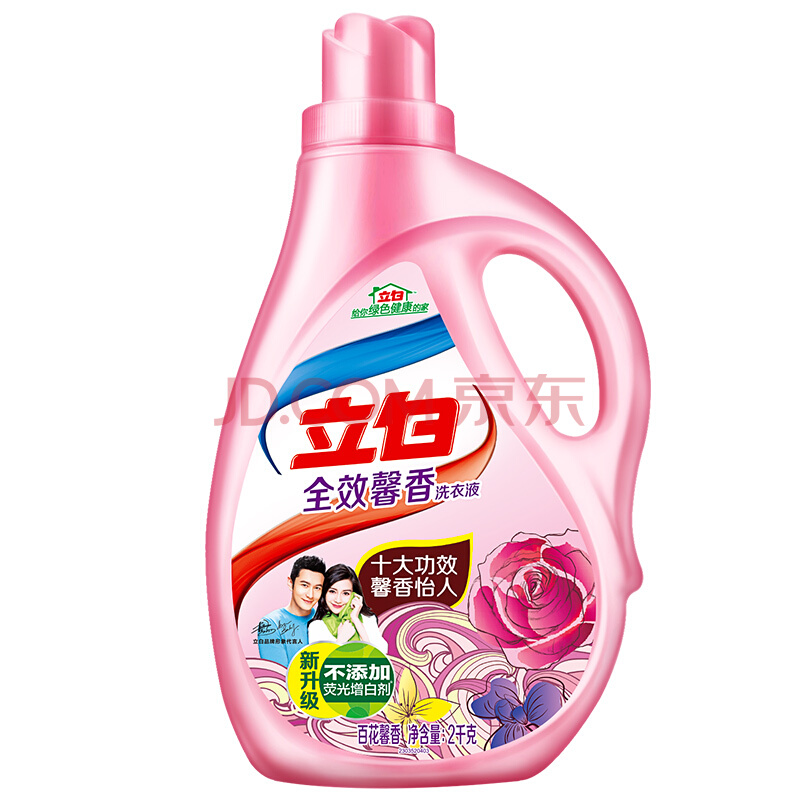 立白
给你绿色健康的家
JD.COM 京东
立白
全效馨香洗衣液
十大功效
馨香怡人
立白品牌形象代言人
新升级
不添加
荧光增白剂
百花馨香 净含量:2千克
2303520403